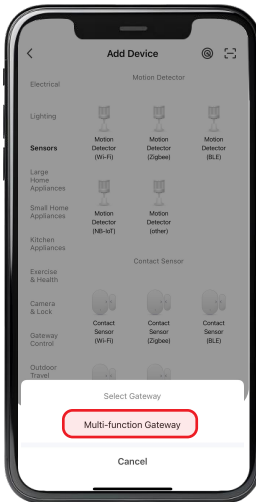 Add Device
Electrical
Lighting
Sensors
Large
Home
Appliances
Small Home
Appliances
Kitchen
Appliances
Exercise
& Health
Camera
& Lock
Gateway
Control
Outdoor
Travel
Motion Detector
Motion
Detector
(Wi-Fi)
Motion
Detector
(Zigbee)
Motion
Detector
(BLE)
Motion
Detector
(NB-IoT)
Motion
Detector
(other)
Contact Sensor
Contact
Sensor
(Wi-Fi)
Contact
Sensor
(Zigbee)
Contact
Sensor
(BLE)
Select Gateway
Multi-function Gateway
Cancel